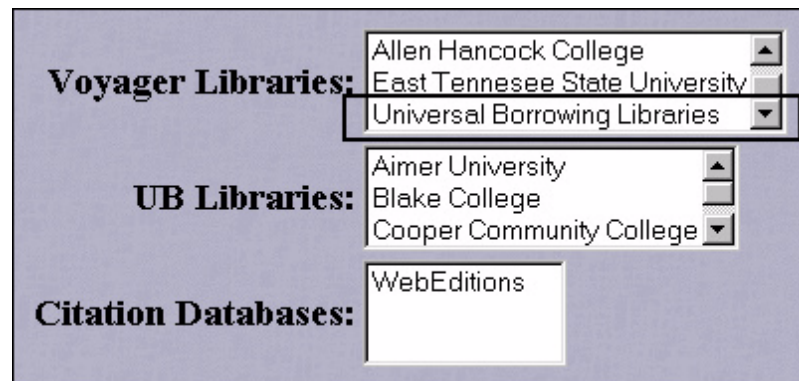 Voyager Libraries:
Allen Hancock College
East Tennesee State University
Universal Borrowing Libraries
UB Libraries:
Aimer University
Blake College
Cooper Community College
Citation Databases:
WebEditions